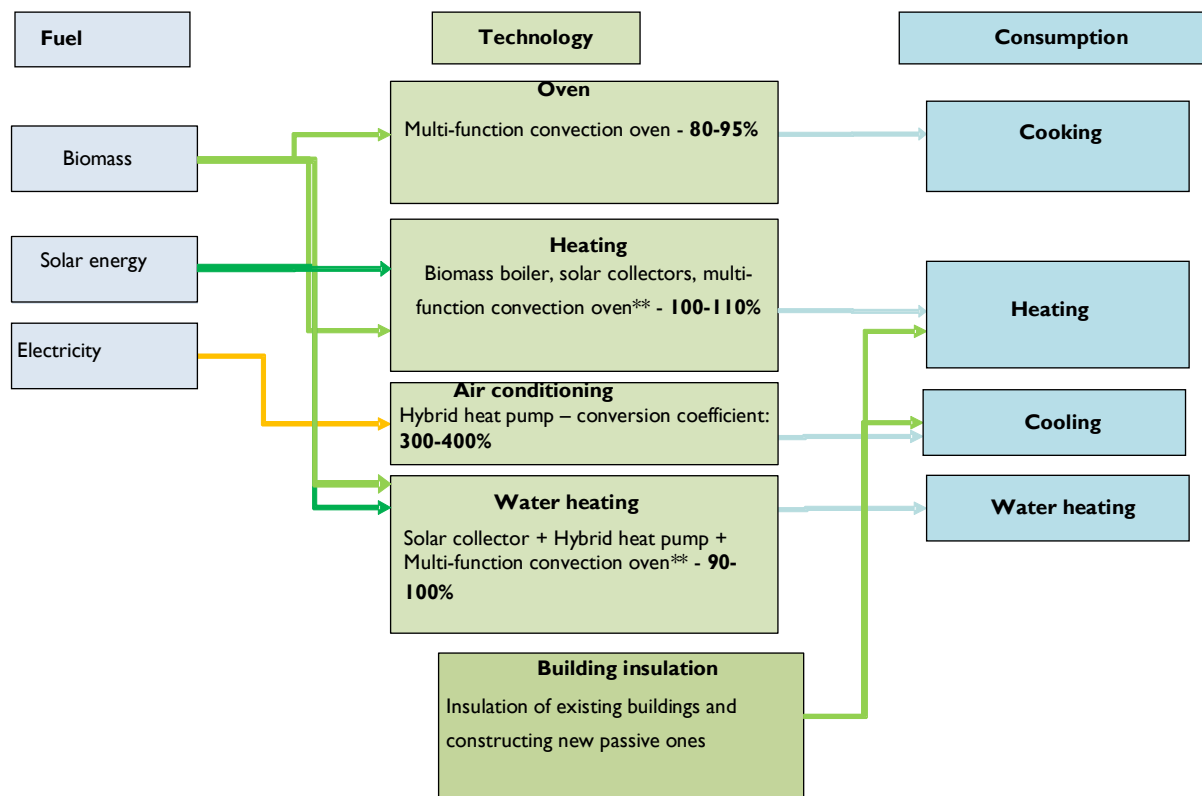 Fuel
Technology
Consumption
Biomass
Solar energy
Electricity
Oven
Multi-function convection oven - 80-95%
Heating
Biomass boiler, solar collectors, multi-
function convection oven** - 100-110%
Air conditioning
Hybrid heat pump – conversion coefficient:
300-400%
Water heating
Solar collector + Hybrid heat pump +
Multi-function convection oven** - 90-
100%
Building insulation
Insulation of existing buildings and
constructing new passive ones
Cooking
Heating
Cooling
Water heating